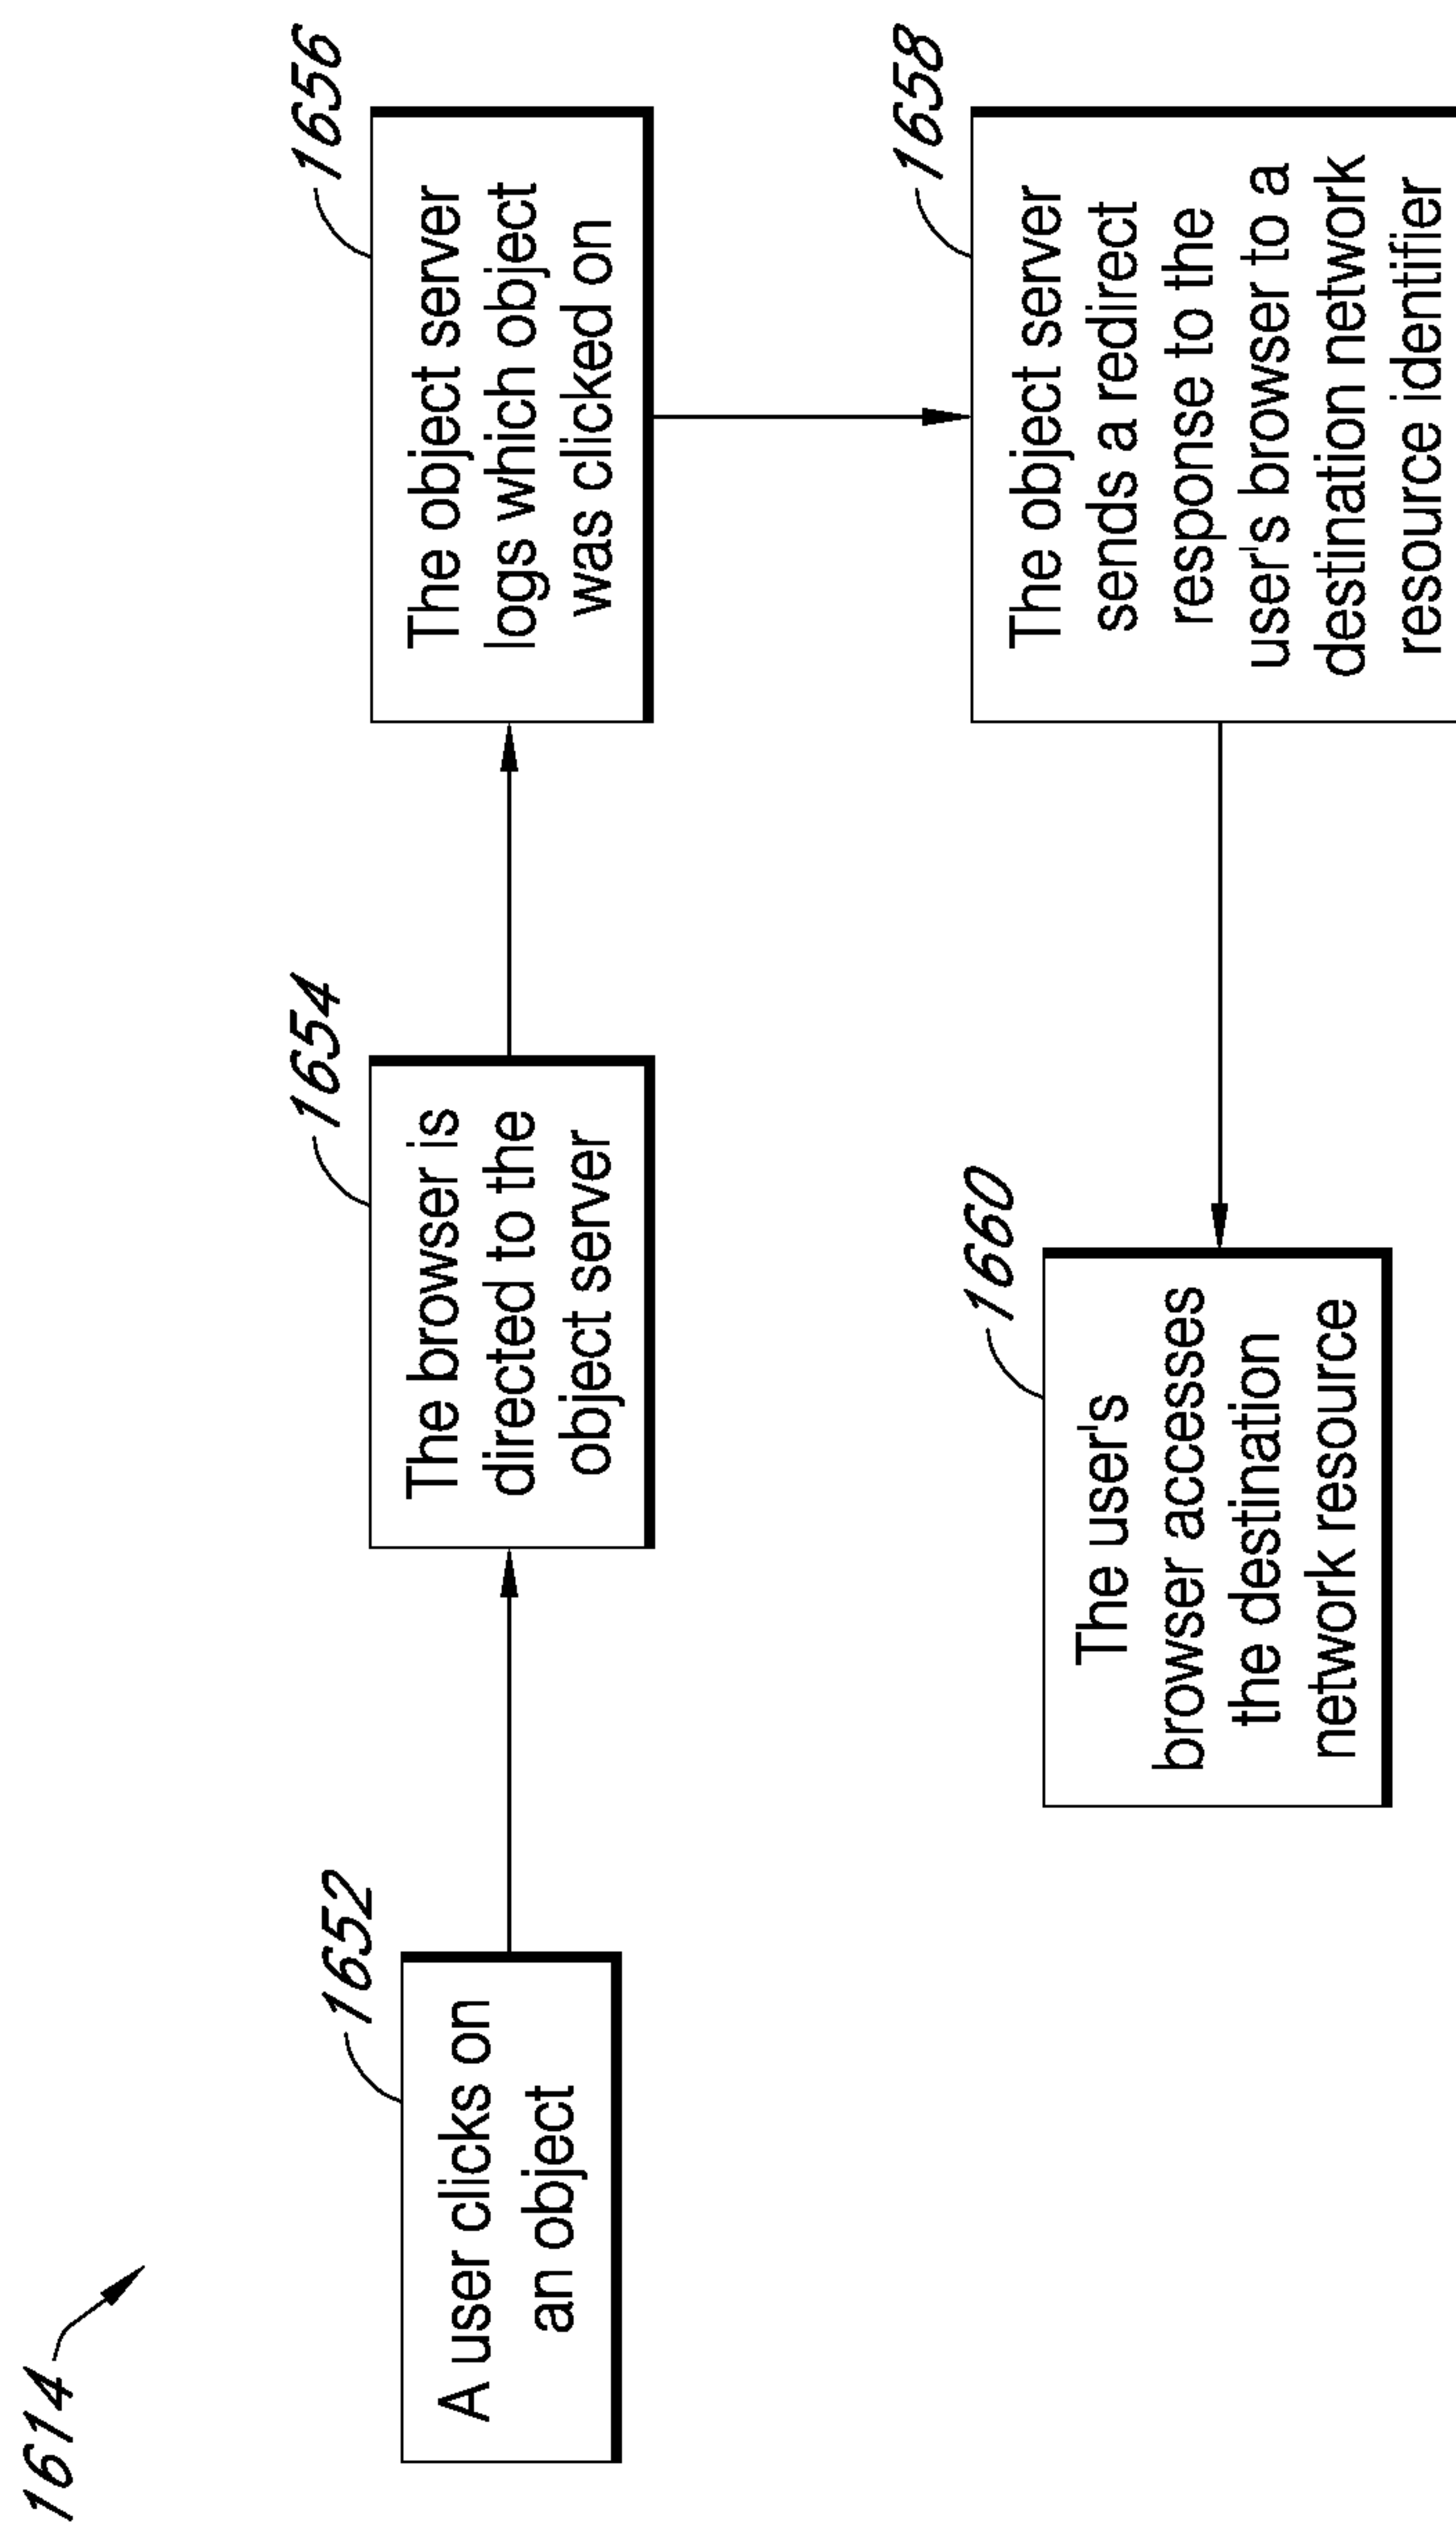 1614
1652
A user clicks on
an object
1654
The browser is
directed to the
object server
1656
The object server
logs which object
was clicked on
1658
The object server
sends a redirect
response to the
user's browser to a
destination network
resource identifier
1660
The user's
browser accesses
the destination
network resource